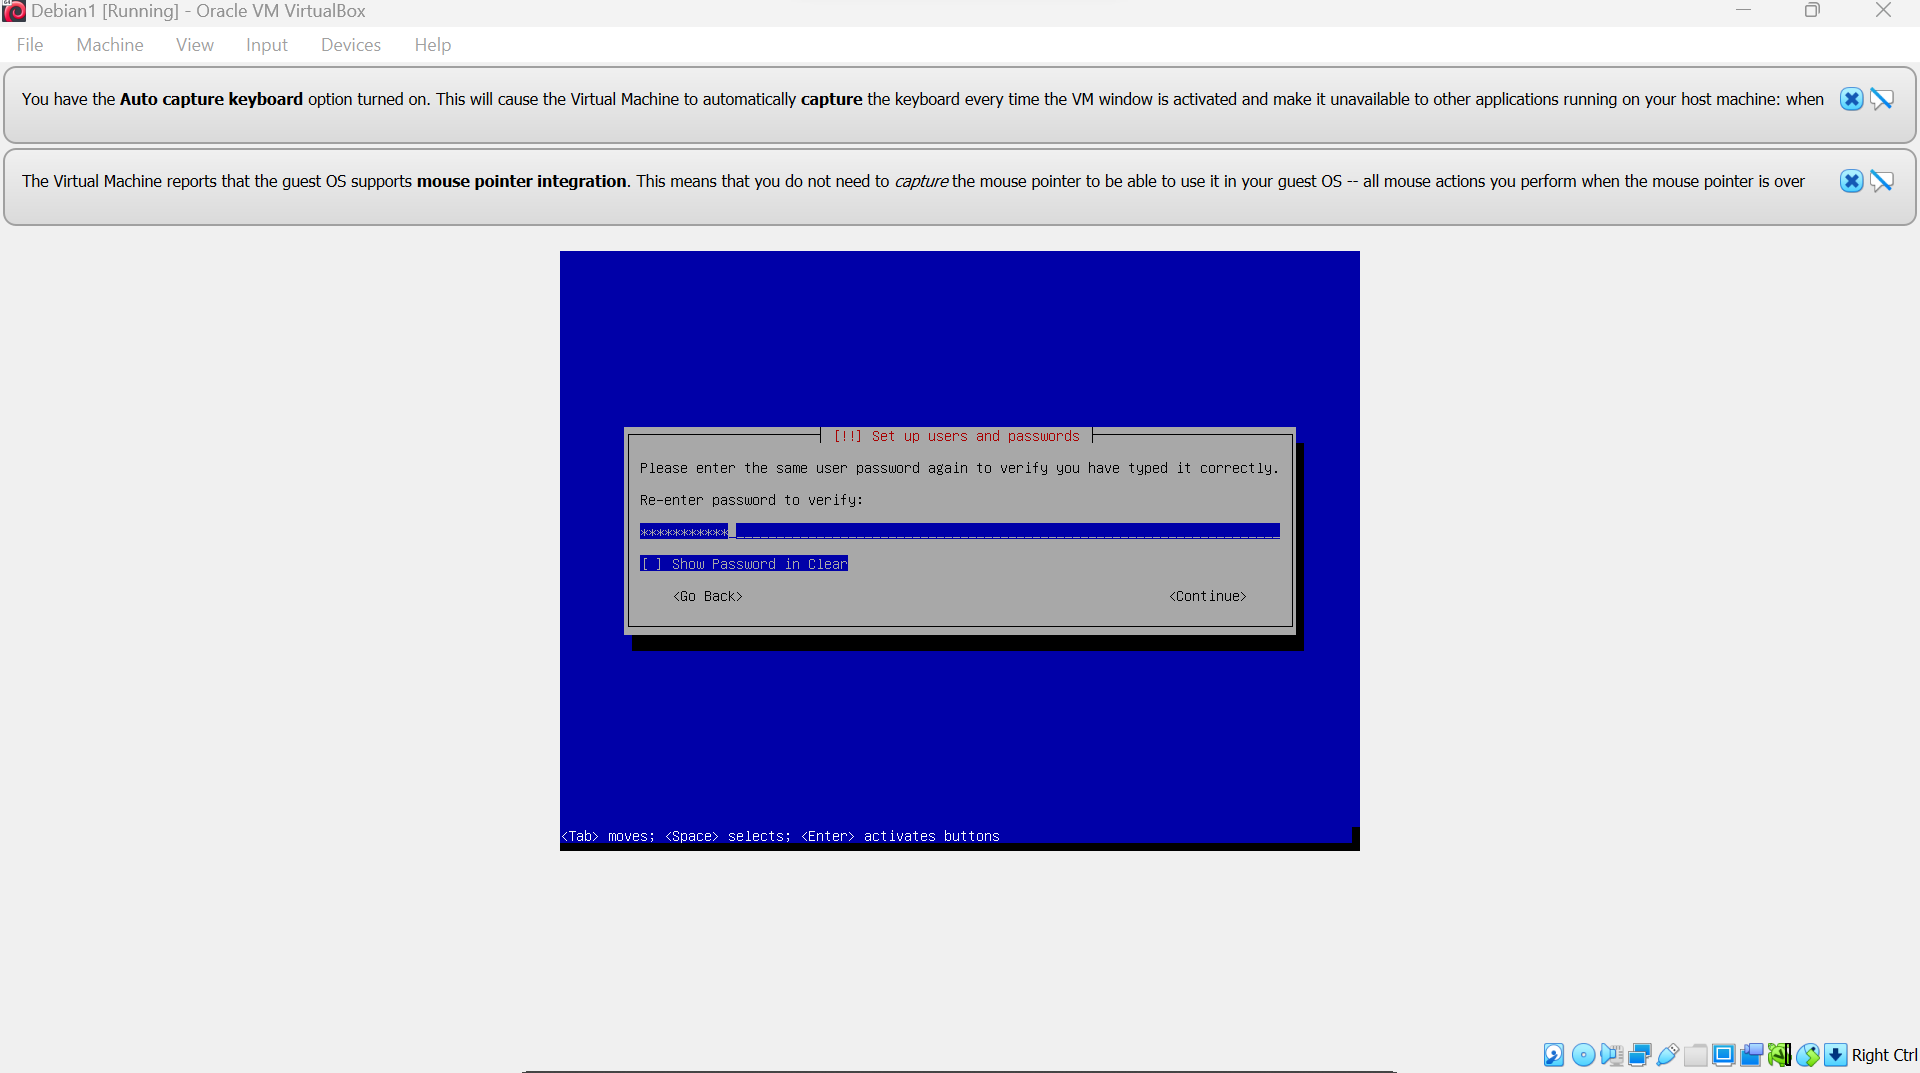 Debian1 [Running] - Oracle VM VirtualBox
File Machine View Input Devices Help
You have the Auto capture keyboard option turned on. This will cause the Virtual Machine to automatically capture the keyboard every time the VM window is activated and make it unavailable to other applications running on your host machine: when
The Virtual Machine reports that the guest OS supports mouse pointer integration. This means that you do not need to capture the mouse pointer to be able to use it in your guest OS -- all mouse actions you perform when the mouse pointer is over
[!!] Set up users and passwords
Please enter the same user password again to verify you have typed it correctly.
Re-enter password to verify:
***********
[ ] Show Password in Clear
<Go Back> <Continue>
<Tab> moves; <Space> selects; <Enter> activates buttons
Right Ctrl